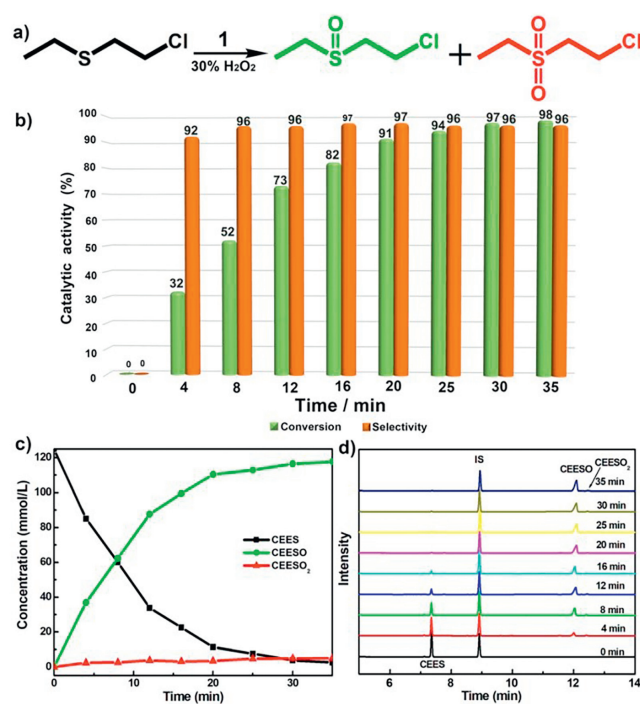 a)
S
Cl
1
30% H₂O₂
O
S
Cl
+
O
S
O
Cl
b)
Catalytic activity (%)
100
90
80
70
60
50
40
30
20
10
0
0 0
32 92
52 96
73 96
82 97
91 97
94 96
97 96
98 96
0 4 8 12 16 20 25 30 35
Time / min
Conversion Selectivity
c)
Concentration (mmol/L)
120
100
80
60
40
20
0
CEES
CEESO
CEESO₂
0 10 20 30
Time (min)
d)
Intensity
IS
CEESO
CEESO₂
35 min
30 min
25 min
20 min
16 min
12 min
8 min
4 min
0 min
CEES
6 8 10 12 14
Time (min)